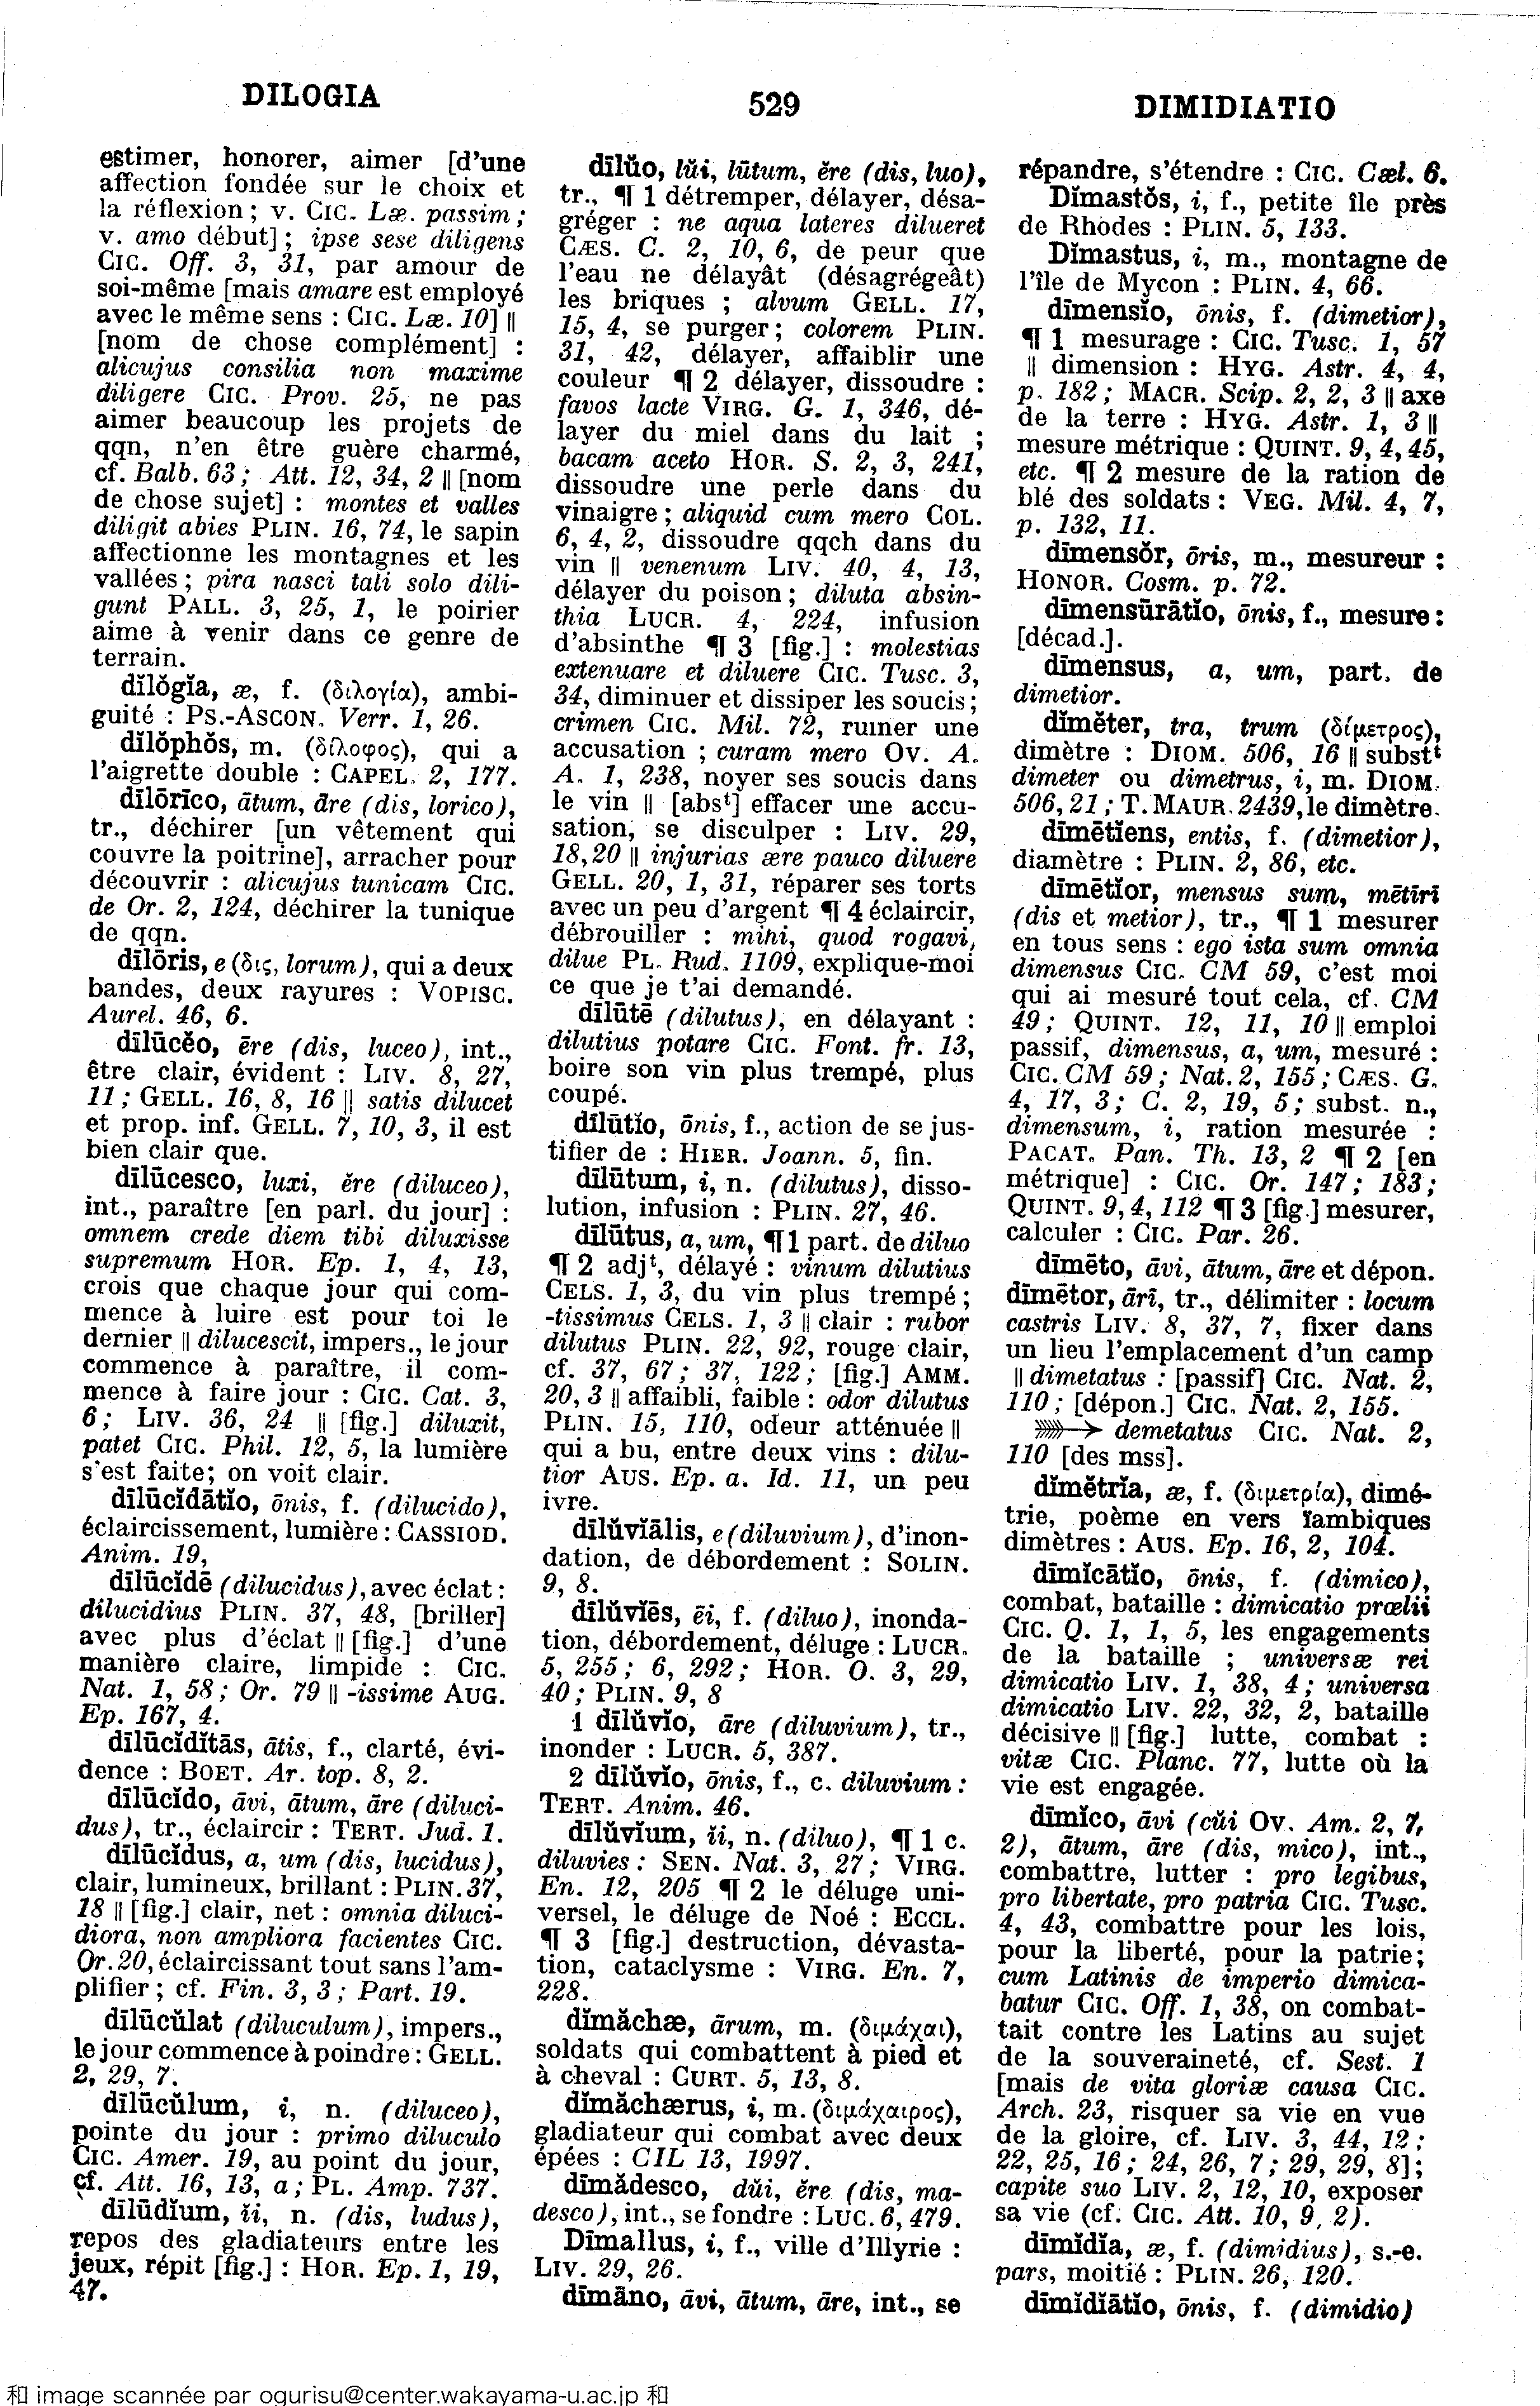 DILOGIA
529
DIMIDIATIO
estimer, honorer, aimer [d'une
affection fondée sur le choix et
la réflexion ; v. CIC. Læ. passim ;
v. amo début] ; ipse sese diligens
CIC. Off. 3, 31, par amour de
soi-même [mais amare est employé
avec le même sens : CIC. Læ. 10] ||
[nom de chose complément] :
alicujus consilia non maxime
diligere CIC. Prov. 25, ne pas
aimer beaucoup les projets de
qqn, n'en être guère charmé,
cf. Balb. 63 ; Att. 12, 34, 2 || [nom
de chose sujet] : montes et valles
diligit abies PLIN. 16, 74, le sapin
affectionne les montagnes et les
vallées ; pira nasci tali solo dili-
gunt PALL. 3, 25, 1, le poirier
aime à venir dans ce genre de
terrain.
dĭlŏgĭa, æ, f. (διλογία), ambi-
guité : PS.-ASCON. Verr. 1, 26.
dĭlŏphŏs, m. (δίλοφος), qui a
l'aigrette double : CAPEL. 2, 177.
dīlōrīco, ātum, āre (dis, lorico),
tr., déchirer [un vêtement qui
couvre la poitrine], arracher pour
découvrir : alicujus tunicam CIC.
de Or. 2, 124, déchirer la tunique
de qqn.
dĭlōris, e (δις, lorum), qui a deux
bandes, deux rayures : VOPISC.
Aurel. 46, 6.
dīlūcĕo, ēre (dis, luceo), int.,
être clair, évident : LIV. 8, 27,
11 ; GELL. 16, 8, 16 || satis dilucet
et prop. inf. GELL. 7, 10, 3, il est
bien clair que.
dīlūcesco, luxi, ĕre (diluceo),
int., paraître [en parl. du jour] :
omnem crede diem tibi diluxisse
supremum HOR. Ep. 1, 4, 13,
crois que chaque jour qui com-
mence à luire est pour toi le
dernier || dilucescit, impers., le jour
commence à paraître, il com-
mence à faire jour : CIC. Cat. 3,
6 ; LIV. 36, 24 || [fig.] diluxit,
patet CIC. Phil. 12, 5, la lumière
s'est faite; on voit clair.
dīlūcĭdātĭo, ōnis, f. (dilucido),
éclaircissement, lumière : CASSIOD.
Anim. 19,
dīlūcĭdē (dilucidus), avec éclat :
dilucidius PLIN. 37, 48, [briller]
avec plus d'éclat || [fig.] d'une
manière claire, limpide : CIC.
Nat. 1, 58 ; Or. 79 || -issime AUG.
Ep. 167, 4.
dīlūcĭdĭtās, ātis, f., clarté, évi-
dence : BOET. Ar. top. 8, 2.
dīlūcĭdo, āvi, ātum, āre (diluci-
dus), tr., éclaircir : TERT. Jud. 1.
dīlūcĭdus, a, um (dis, lucidus),
clair, lumineux, brillant : PLIN. 37,
18 || [fig.] clair, net : omnia diluci-
diora, non ampliora facientes CIC.
Or. 20, éclaircissant tout sans l'am-
plifier ; cf. Fin. 3, 3 ; Part. 19.
dīlūcŭlat (diluculum), impers.,
le jour commence à poindre : GELL.
2, 29, 7.
dīlūcŭlum, i, n. (diluceo),
pointe du jour : primo diluculo
CIC. Amer. 19, au point du jour,
cf. Att. 16, 13, a ; PL. Amp. 737.
dīlūdĭum, ĭi, n. (dis, ludus),
repos des gladiateurs entre les
jeux, répit [fig.] : HOR. Ep. 1, 19,
47.
dīlŭo, lŭi, lūtum, ĕre (dis, luo),
tr., ¶ 1 détremper, délayer, désa-
gréger : ne aqua lateres dilueret
CÆS. C. 2, 10, 6, de peur que
l'eau ne délayât (désagrégeât)
les briques ; alvum GELL. 17,
15, 4, se purger ; colorem PLIN.
31, 42, délayer, affaiblir une
couleur ¶ 2 délayer, dissoudre :
favos lacte VIRG. G. 1, 346, dé-
layer du miel dans du lait ;
bacam aceto HOR. S. 2, 3, 241,
dissoudre une perle dans du
vinaigre ; aliquid cum mero COL.
6, 4, 2, dissoudre qqch dans du
vin || venenum LIV. 40, 4, 13,
délayer du poison ; diluta absin-
thia LUCR. 4, 224, infusion
d'absinthe ¶ 3 [fig.] : molestias
extenuare et diluere CIC. Tusc. 3,
34, diminuer et dissiper les soucis ;
crimen CIC. Mil. 72, ruiner une
accusation ; curam mero OV. A.
A. 1, 238, noyer ses soucis dans
le vin || [absᵗ] effacer une accu-
sation, se disculper : LIV. 29,
18, 20 || injurias ære pauco diluere
GELL. 20, 1, 31, réparer ses torts
avec un peu d'argent ¶ 4 éclaircir,
débrouiller : mihi, quod rogavi,
dilue PL. Rud. 1109, explique-moi
ce que je t'ai demandé.
dīlūtē (dilutus), en délayant :
dilutius potare CIC. Font. fr. 13,
boire son vin plus trempé, plus
coupé.
dīlūtĭo, ōnis, f., action de se jus-
tifier de : HIER. Joann. 5, fin.
dīlūtum, i, n. (dilutus), disso-
lution, infusion : PLIN. 27, 46.
dīlūtus, a, um, ¶ 1 part. de diluo
¶ 2 adjᵗ, délayé : vinum dilutius
CELS. 1, 3, du vin plus trempé ;
-tissimus CELS. 1, 3 || clair : rubor
dilutus PLIN. 22, 92, rouge clair,
cf. 37, 67 ; 37, 122 ; [fig.] AMM.
20, 3 || affaibli, faible : odor dilutus
PLIN. 15, 110, odeur atténuée ||
qui a bu, entre deux vins : dilu-
tior AUS. Ep. a. Id. 11, un peu
ivre.
dīlŭvĭālis, e (diluvium), d'inon-
dation, de débordement : SOLIN.
9, 8.
dīlŭvĭēs, ēi, f. (diluo), inonda-
tion, débordement, déluge : LUCR.
5, 255 ; 6, 292 ; HOR. O. 3, 29,
40 ; PLIN. 9, 8
1 dīlŭvĭo, āre (diluvium), tr.,
inonder : LUCR. 5, 387.
2 dīlŭvĭo, ōnis, f., c. diluvium :
TERT. Anim. 46.
dīlŭvĭum, ĭi, n. (diluo), ¶ 1 c.
diluvies : SEN. Nat. 3, 27 ; VIRG.
En. 12, 205 ¶ 2 le déluge uni-
versel, le déluge de Noé : ECCL.
¶ 3 [fig.] destruction, dévasta-
tion, cataclysme : VIRG. En. 7,
228.
dĭmăchæ, ārum, m. (διμάχαι),
soldats qui combattent à pied et
à cheval : CURT. 5, 13, 8.
dĭmăchærus, i, m. (διμάχαιρος),
gladiateur qui combat avec deux
épées : CIL 13, 1997.
dīmădesco, dŭi, ĕre (dis, ma-
desco), int., se fondre : LUC. 6, 479.
Dīmallus, i, f., ville d'Illyrie :
LIV. 29, 26.
dīmāno, āvi, ātum, āre, int., se
répandre, s'étendre : CIC. Cæl. 6.
Dĭmastŏs, i, f., petite île près
de Rhodes : PLIN. 5, 133.
Dĭmastus, i, m., montagne de
l'île de Mycon : PLIN. 4, 66.
dīmensĭo, ōnis, f. (dimetior),
¶ 1 mesurage : CIC. Tusc. 1, 57
|| dimension : HYG. Astr. 4, 4,
p. 182 ; MACR. Scip. 2, 2, 3 || axe
de la terre : HYG. Astr. 1, 3 ||
mesure métrique : QUINT. 9, 4, 45,
etc. ¶ 2 mesure de la ration de
blé des soldats : VEG. Mil. 4, 7,
p. 132, 11.
dīmensŏr, ōris, m., mesureur :
HONOR. Cosm. p. 72.
dīmensūrātĭo, ōnis, f., mesure :
[décad.].
dīmensus, a, um, part. de
dimetior.
dĭmĕter, tra, trum (δίμετρος),
dimètre : DIOM. 506, 16 || substᵗ
dimeter ou dimetrus, i, m. DIOM.
506, 21 ; T. MAUR. 2439, le dimètre.
dīmētĭens, entis, f. (dimetior),
diamètre : PLIN. 2, 86, etc.
dīmētĭor, mensus sum, mētīrī
(dis et metior), tr., ¶ 1 mesurer
en tous sens : ego ista sum omnia
dimensus CIC. CM 59, c'est moi
qui ai mesuré tout cela, cf. CM
49 ; QUINT. 12, 11, 10 || emploi
passif, dimensus, a, um, mesuré :
CIC. CM 59 ; Nat. 2, 155 ; CÆS. G.
4, 17, 3 ; C. 2, 19, 5 ; subst. n.,
dimensum, i, ration mesurée :
PACAT. Pan. Th. 13, 2 ¶ 2 [en
métrique] : CIC. Or. 147 ; 183 ;
QUINT. 9, 4, 112 ¶ 3 [fig.] mesurer,
calculer : CIC. Par. 26.
dīmēto, āvi, ātum, āre et dépon.
dīmētor, ārī, tr., délimiter : locum
castris LIV. 8, 37, 7, fixer dans
un lieu l'emplacement d'un camp
|| dimetatus : [passif] CIC. Nat. 2,
110 ; [dépon.] CIC. Nat. 2, 155.
demetatus CIC. Nat. 2,
110 [des mss].
dĭmĕtrĭa, æ, f. (διμετρία), dimé-
trie, poème en vers ïambiques
dimètres : AUS. Ep. 16, 2, 104.
dīmĭcātĭo, ōnis, f. (dimico),
combat, bataille : dimicatio prœlii
CIC. Q. 1, 1, 5, les engagements
de la bataille ; universæ rei
dimicatio LIV. 1, 38, 4 ; universa
dimicatio LIV. 22, 32, 2, bataille
décisive || [fig.] lutte, combat :
vitæ CIC. Planc. 77, lutte où la
vie est engagée.
dīmĭco, āvi (cŭi OV. Am. 2, 7,
2), ātum, āre (dis, mico), int.,
combattre, lutter : pro legibus,
pro libertate, pro patria CIC. Tusc.
4, 43, combattre pour les lois,
pour la liberté, pour la patrie ;
cum Latinis de imperio dimica-
batur CIC. Off. 1, 38, on combat-
tait contre les Latins au sujet
de la souveraineté, cf. Sest. 1
[mais de vita gloriæ causa CIC.
Arch. 23, risquer sa vie en vue
de la gloire, cf. LIV. 3, 44, 12 ;
22, 25, 16 ; 24, 26, 7 ; 29, 29, 8] ;
capite suo LIV. 2, 12, 10, exposer
sa vie (cf. CIC. Att. 10, 9, 2).
dīmĭdĭa, æ, f. (dimidius), s.-e.
pars, moitié : PLIN. 26, 120.
dīmĭdĭātĭo, ōnis, f. (dimidio)
和 image scannée par ogurisu@center.wakayama-u.ac.jp 和